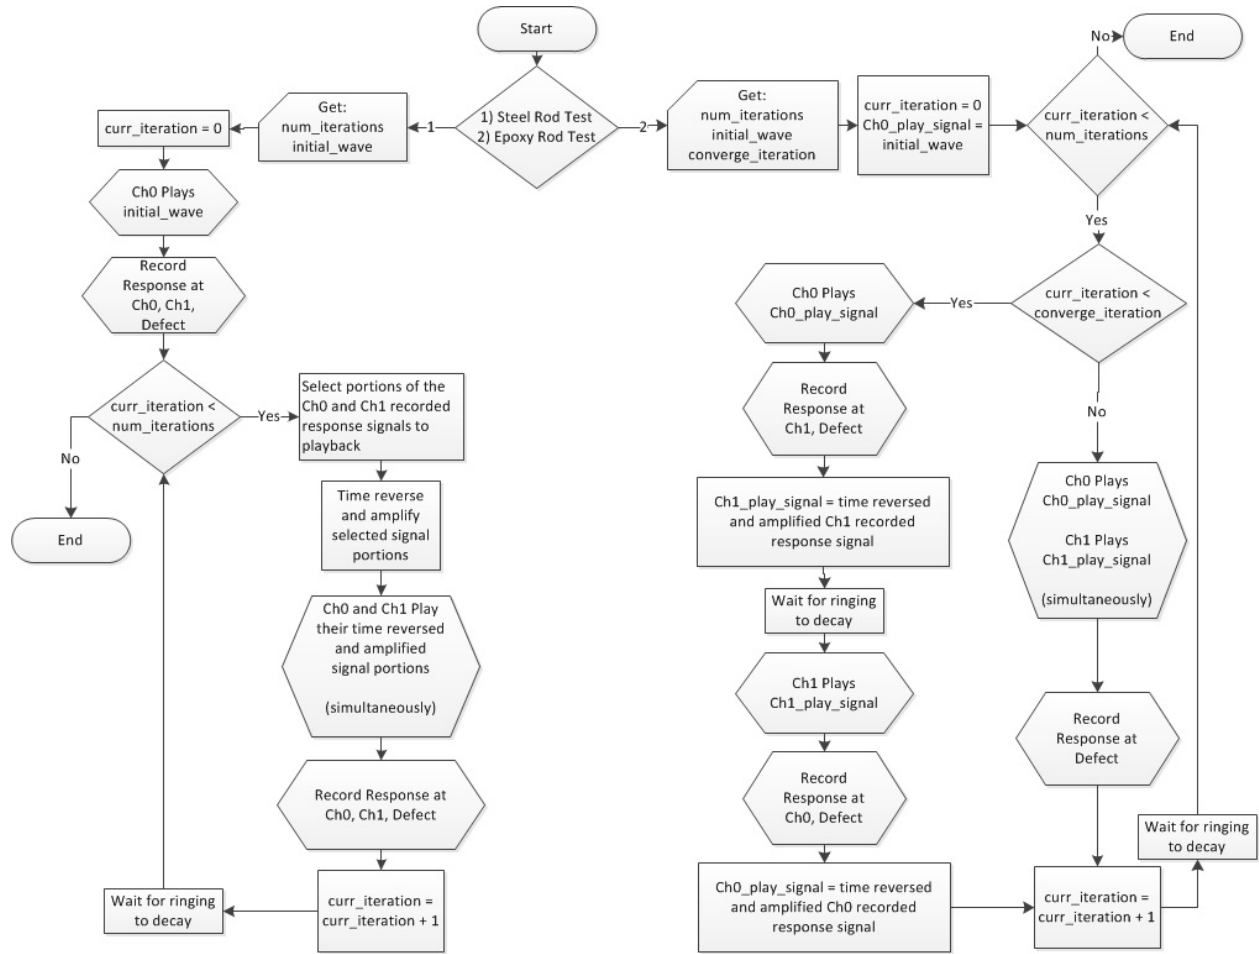 Start
1) Steel Rod Test
2) Epoxy Rod Test
1
2
Get:
num_iterations
initial_wave
curr_iteration = 0
Ch0 Plays
initial_wave
Record
Response at
Ch0, Ch1,
Defect
curr_iteration <
num_iterations
No
End
Yes
Select portions of the
Ch0 and Ch1 recorded
response signals to
playback
Time reverse
and amplify
selected signal
portions
Ch0 and Ch1 Play
their time reversed
and amplified
signal portions
(simultaneously)
Record Response at
Ch0, Ch1, Defect
curr_iteration =
curr_iteration + 1
Wait for ringing
to decay
Get:
num_iterations
initial_wave
converge_iteration
curr_iteration = 0
Ch0_play_signal =
initial_wave
curr_iteration <
num_iterations
No
End
Yes
curr_iteration <
converge_iteration
Yes
Ch0 Plays
Ch0_play_signal
Record
Response at
Ch1, Defect
Ch1_play_signal = time reversed
and amplified Ch1 recorded
response signal
Wait for ringing
to decay
Ch1 Plays
Ch1_play_signal
Record
Response at
Ch0, Defect
Ch0_play_signal = time reversed
and amplified Ch0 recorded
response signal
No
Ch0 Plays
Ch0_play_signal
Ch1 Plays
Ch1_play_signal
(simultaneously)
Record
Response at
Defect
curr_iteration =
curr_iteration + 1
Wait for ringing
to decay